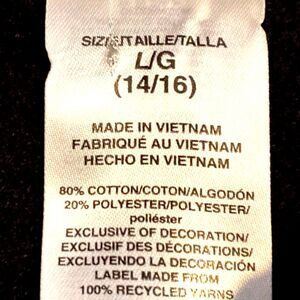 SIZE/TAILLE/TALLA
L/G
(14/16)
MADE IN VIETNAM
FABRIQUÉ AU VIETNAM
HECHO EN VIETNAM
80% COTTON/COTON/ALGODÓN
20% POLYESTER/POLYESTER/
poliéster
EXCLUSIVE OF DECORATION/
EXCLUSIF DES DÉCORATIONS/
EXCLUYENDO LA DECORACIÓN
LABEL MADE FROM
100% RECYCLED YARNS